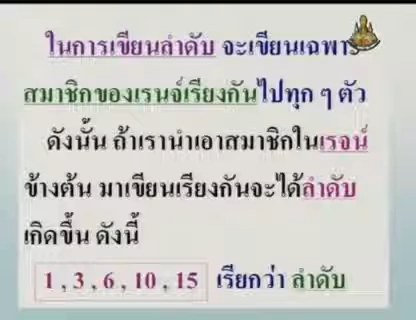 ในการเขียนลำดับ จะเขียนเฉพาะ
สมาชิกของเรนจ์เรียงกันไปทุก ๆ ตัว
ดังนั้น ถ้าเรานำเอาสมาชิกในเรจน์
ข้างต้น มาเขียนเรียงกันจะได้ลำดับ
เกิดขึ้น ดังนี้
1 , 3 , 6 , 10 , 15 เรียกว่า ลำดับ